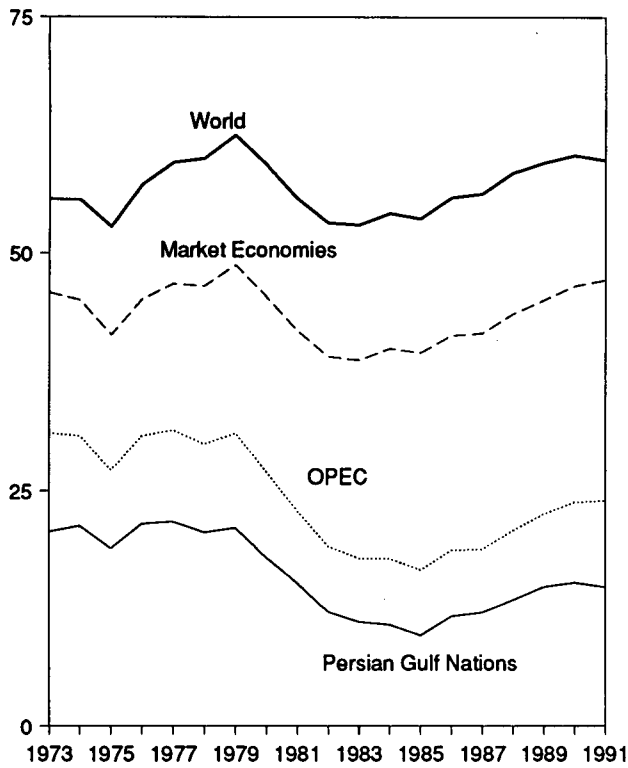 75
World
50
Market Economies
OPEC
25
Persian Gulf Nations
0
1973 1975 1977 1979 1981 1983 1985 1987 1989 1991